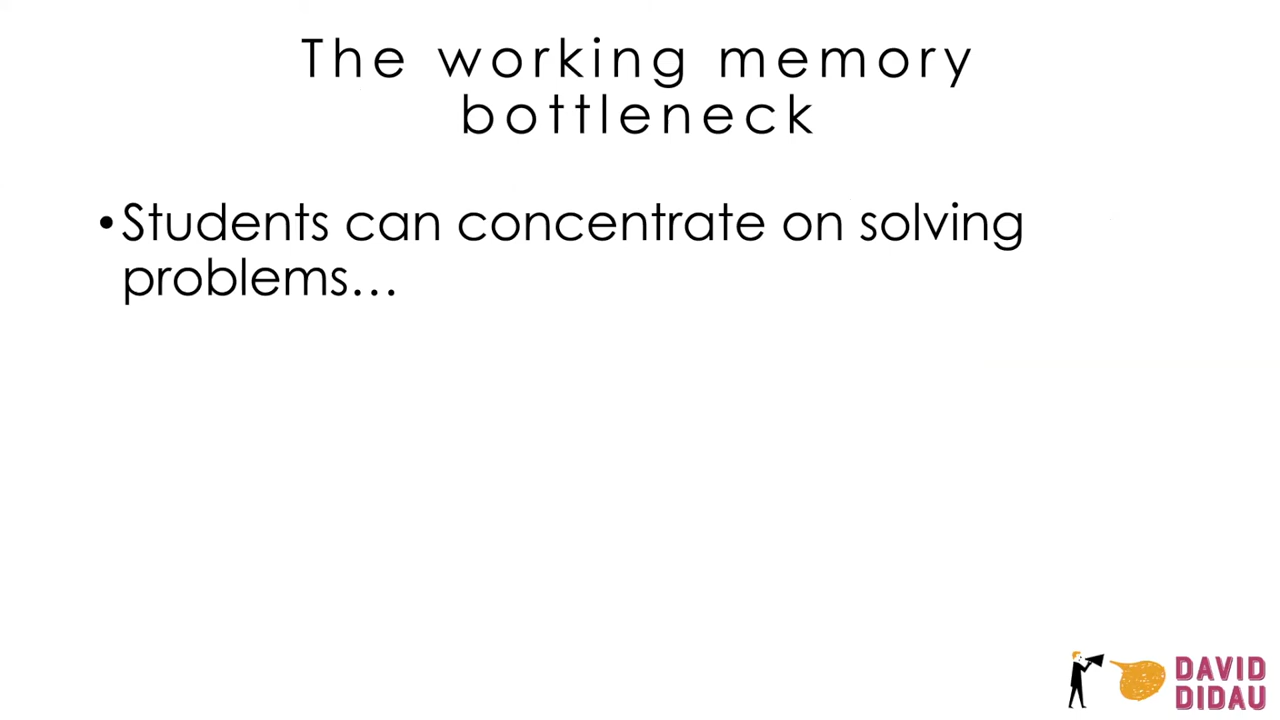 The working memory
bottleneck
•Students can concentrate on solving
problems…
DAVID
DIDAU